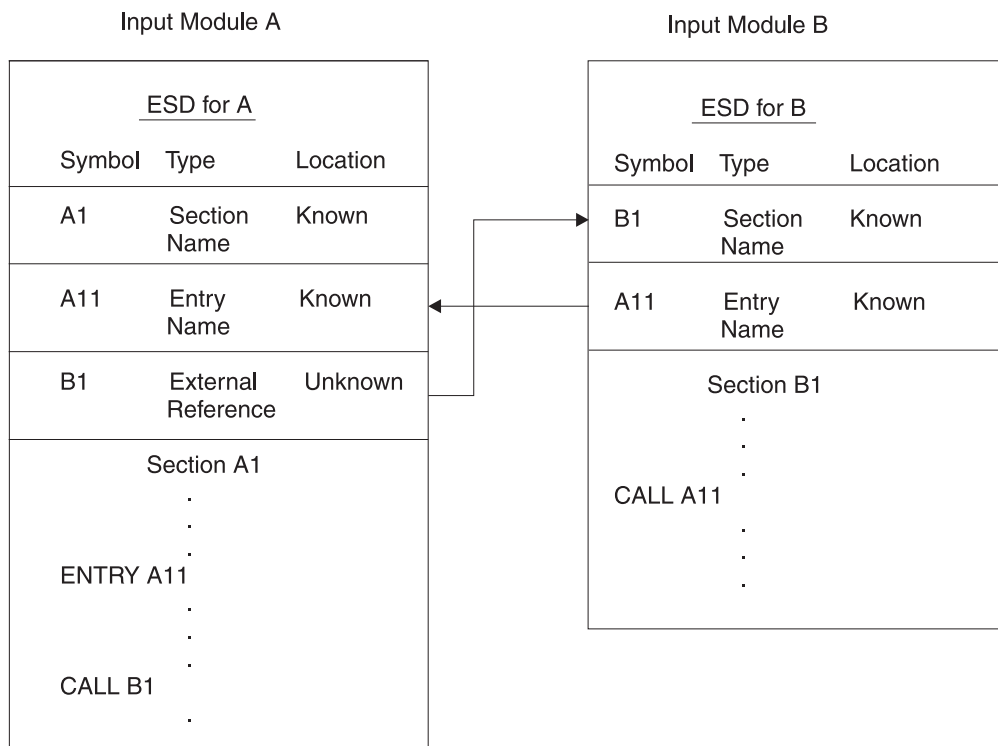 Input Module A
ESD for A
Symbol Type Location
A1 Section Name Known
A11 Entry Name Known
B1 External Reference Unknown
Section A1
.
.
.
ENTRY A11
.
.
.
CALL B1
.
Input Module B
ESD for B
Symbol Type Location
B1 Section Name Known
A11 Entry Name Known
Section B1
.
.
.
CALL A11
.
.
.